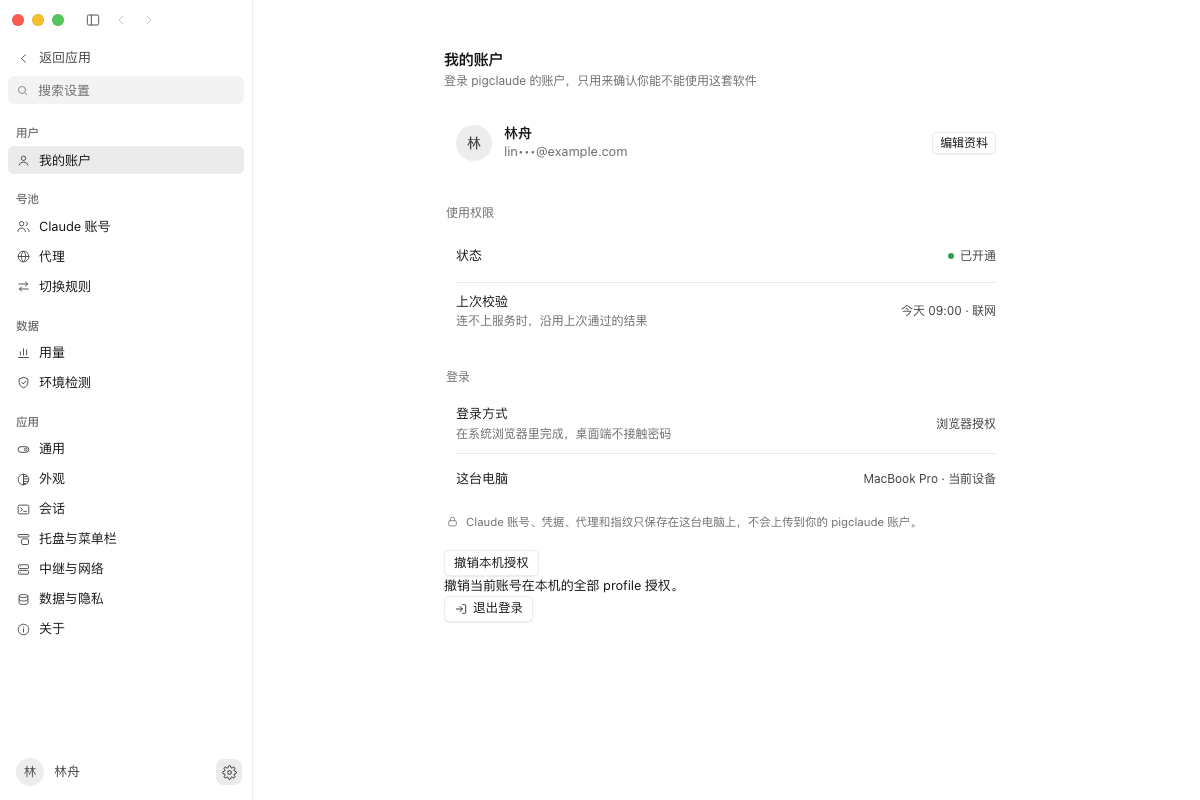 返回应用
搜索设置
用户
我的账户
号池
Claude 账号
代理
切换规则
数据
用量
环境检测
应用
通用
外观
会话
托盘与菜单栏
中继与网络
数据与隐私
关于
林 林舟
我的账户
登录 pigclaude 的账户，只用来确认你能不能使用这套软件
林
林舟
lin•••@example.com
编辑资料
使用权限
状态
已开通
上次校验
连不上服务时，沿用上次通过的结果
今天 09:00 · 联网
登录
登录方式
在系统浏览器里完成，桌面端不接触密码
浏览器授权
这台电脑
MacBook Pro · 当前设备
Claude 账号、凭据、代理和指纹只保存在这台电脑上，不会上传到你的 pigclaude 账户。
撤销本机授权
撤销当前账号在本机的全部 profile 授权。
退出登录